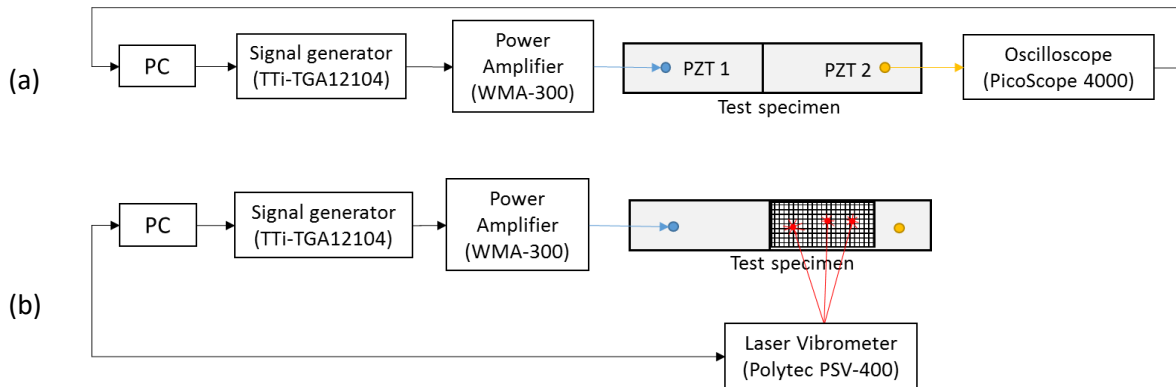 (a)
PC
Signal generator
(TTi-TGA12104)
Power
Amplifier
(WMA-300)
PZT 1
PZT 2
Test specimen
Oscilloscope
(PicoScope 4000)
(b)
PC
Signal generator
(TTi-TGA12104)
Power
Amplifier
(WMA-300)
Test specimen
Laser Vibrometer
(Polytec PSV-400)